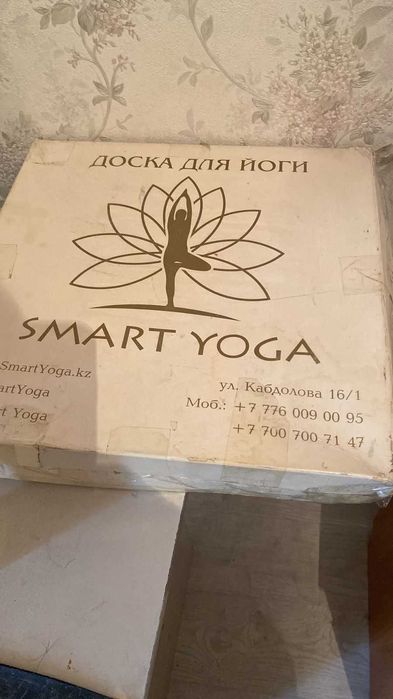 ДОСКА ДЛЯ ЙОГИ
SMART YOGA
SmartYoga.kz
artYoga
rt Yoga
ул. Кабдолова 16/1
Моб.: +7 776 009 00 95
+7 700 700 71 47